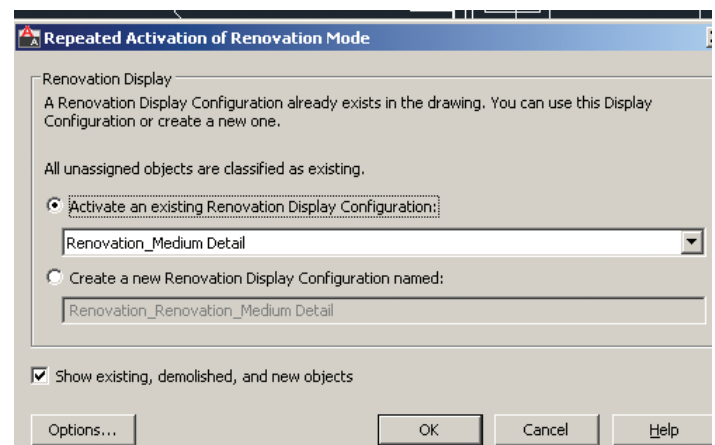 Repeated Activation of Renovation Mode
Renovation Display
A Renovation Display Configuration already exists in the drawing. You can use this Display
Configuration or create a new one.
All unassigned objects are classified as existing.
Activate an existing Renovation Display Configuration:
Renovation_Medium Detail
Create a new Renovation Display Configuration named:
Renovation_Renovation_Medium Detail
Show existing, demolished, and new objects
Options...
OK
Cancel
Help